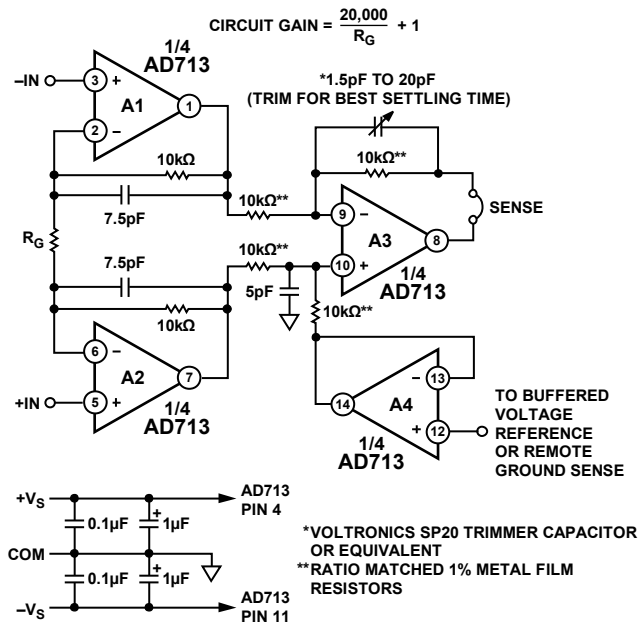 CIRCUIT GAIN = 20,000 / R_G + 1
1/4
AD713
–IN
3
+
A1
1
2
–
*1.5pF TO 20pF
(TRIM FOR BEST SETTLING TIME)
10kΩ
7.5pF
10kΩ**
10kΩ**
9
–
A3
8
SENSE
10
+
1/4
AD713
R_G
7.5pF
10kΩ
10kΩ**
5pF
10kΩ**
6
–
A2
7
+IN
5
+
1/4
AD713
–
13
14
A4
+
12
1/4
AD713
TO BUFFERED
VOLTAGE
REFERENCE
OR REMOTE
GROUND SENSE
+V_S
AD713
PIN 4
0.1µF
+
1µF
COM
0.1µF
+
1µF
–V_S
AD713
PIN 11
*VOLTRONICS SP20 TRIMMER CAPACITOR
OR EQUIVALENT
**RATIO MATCHED 1% METAL FILM
RESISTORS